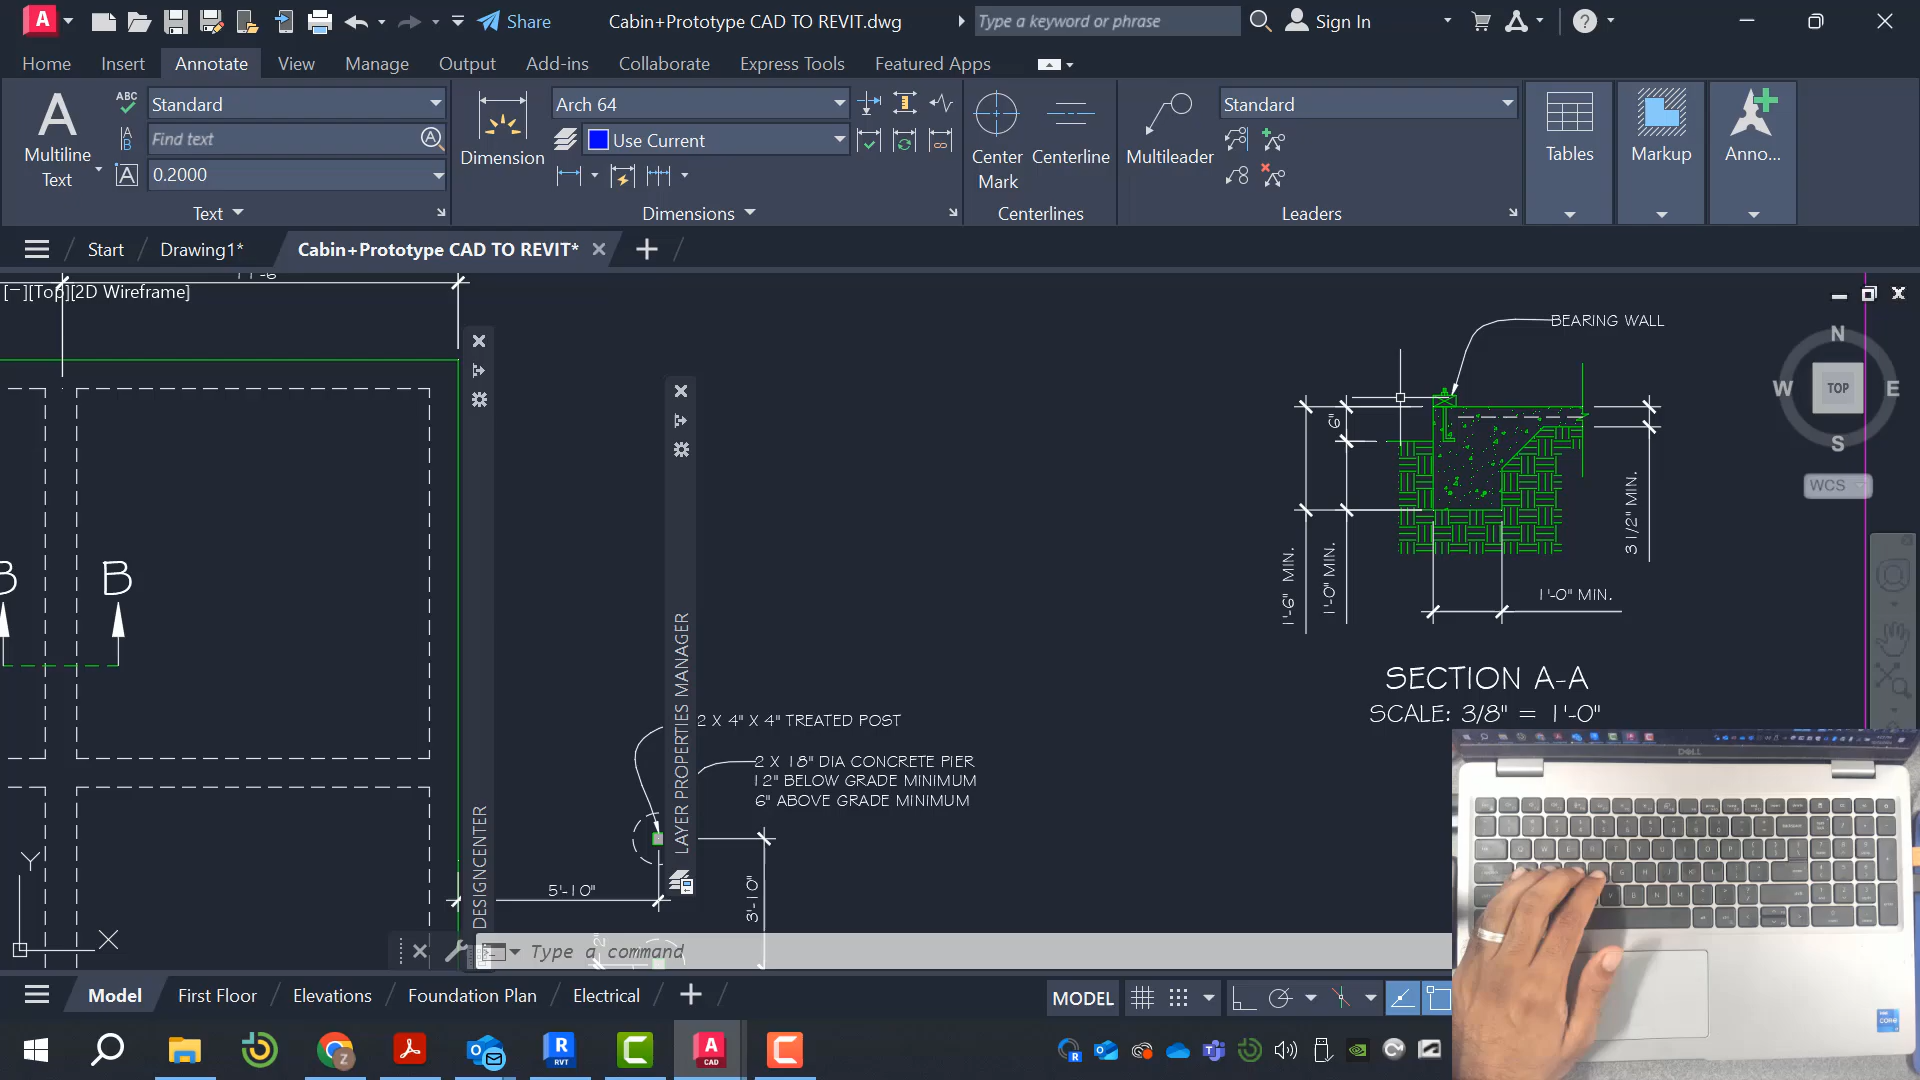 A
Share
Cabin+Prototype CAD TO REVIT.dwg
Type a keyword or phrase
Sign In
?
Home
Insert
Annotate
View
Manage
Output
Add-ins
Collaborate
Express Tools
Featured Apps
A
Multiline
Text
ABC
Standard
A
B
Find text
A
A
0.2000
Text
Dimension
Arch 64
Use Current
Dimensions
Center
Mark
Centerline
Centerlines
Multileader
Standard
Leaders
Tables
Markup
Anno...
Start
Drawing1*
Cabin+Prototype CAD TO REVIT*
[−][Top][2D Wireframe]
BEARING WALL
N
W
TOP
E
S
WCS
6"
1'-6" MIN.
1'-0" MIN.
3 1/2" MIN.
1'-0" MIN.
SECTION A-A
SCALE: 3/8" = 1'-0"
B
B
DESIGNCENTER
LAYER PROPERTIES MANAGER
2 X 4" X 4" TREATED POST
2 X 18" DIA CONCRETE PIER
12" BELOW GRADE MINIMUM
6" ABOVE GRADE MINIMUM
5'-10"
3'-10"
Y
X
Type a command
DELL
Model
First Floor
Elevations
Foundation Plan
Electrical
MODEL
Z
R
RVT
C
A
CAD
C